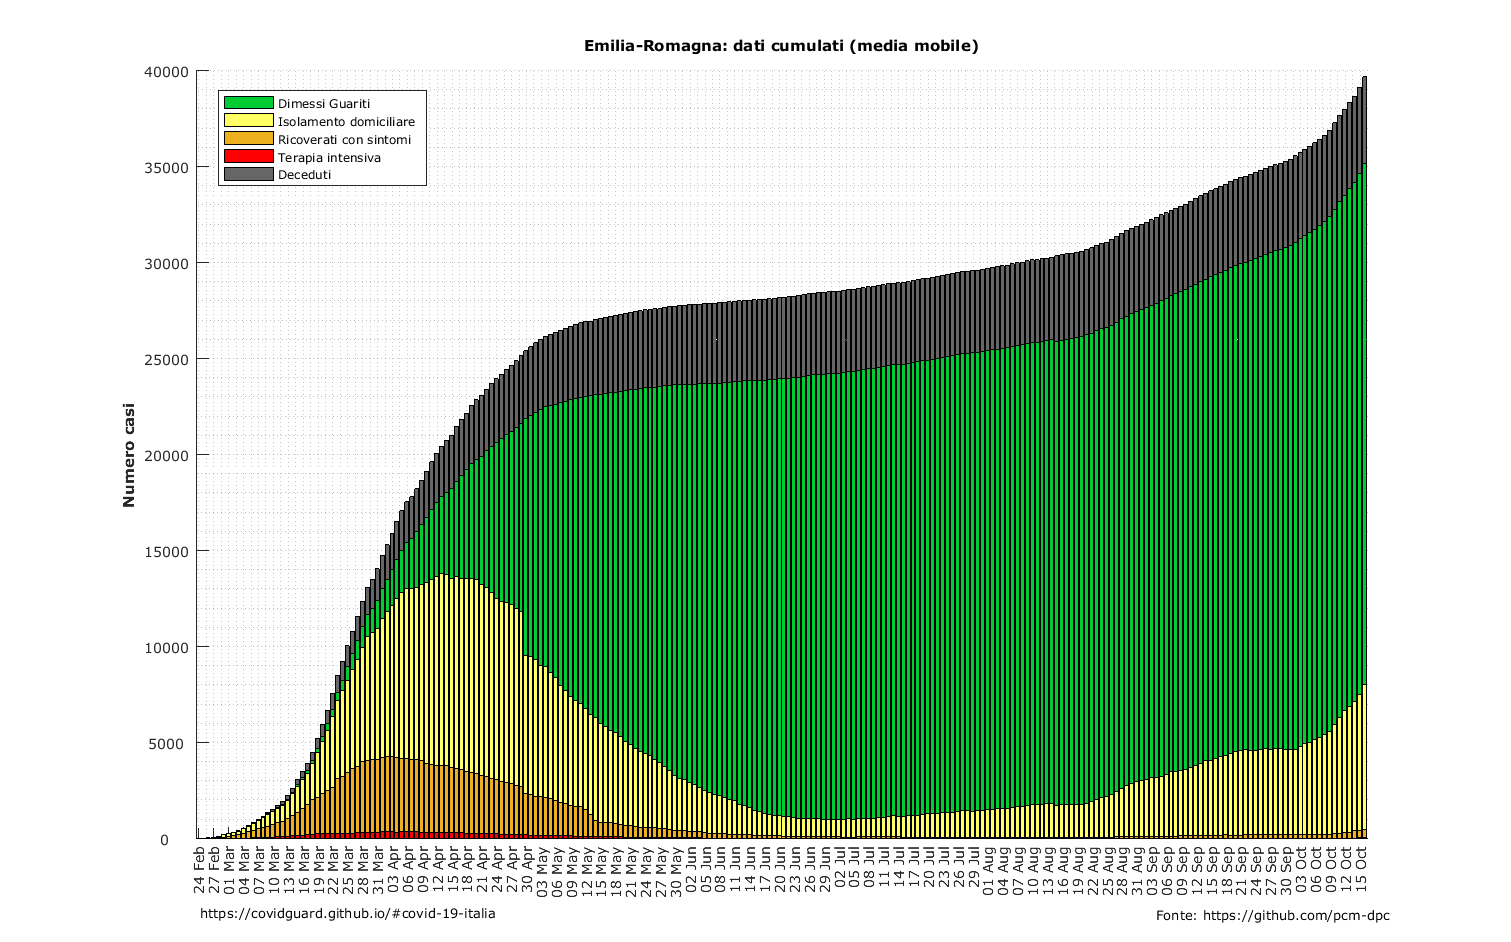 Emilia-Romagna: dati cumulati (media mobile)
Numero casi
40000
35000
30000
25000
20000
15000
10000
5000
0
Dimessi Guariti
Isolamento domiciliare
Ricoverati con sintomi
Terapia intensiva
Deceduti
24 Feb
27 Feb
01 Mar
04 Mar
07 Mar
10 Mar
13 Mar
16 Mar
19 Mar
22 Mar
25 Mar
28 Mar
31 Mar
03 Apr
06 Apr
09 Apr
12 Apr
15 Apr
18 Apr
21 Apr
24 Apr
27 Apr
30 Apr
03 May
06 May
09 May
12 May
15 May
18 May
21 May
24 May
27 May
30 May
02 Jun
05 Jun
08 Jun
11 Jun
14 Jun
17 Jun
20 Jun
23 Jun
26 Jun
29 Jun
02 Jul
05 Jul
08 Jul
11 Jul
14 Jul
17 Jul
20 Jul
23 Jul
26 Jul
29 Jul
01 Aug
04 Aug
07 Aug
10 Aug
13 Aug
16 Aug
19 Aug
22 Aug
25 Aug
28 Aug
31 Aug
03 Sep
06 Sep
09 Sep
12 Sep
15 Sep
18 Sep
21 Sep
24 Sep
27 Sep
30 Sep
03 Oct
06 Oct
09 Oct
12 Oct
15 Oct
https://covidguard.github.io/#covid-19-italia
Fonte: https://github.com/pcm-dpc